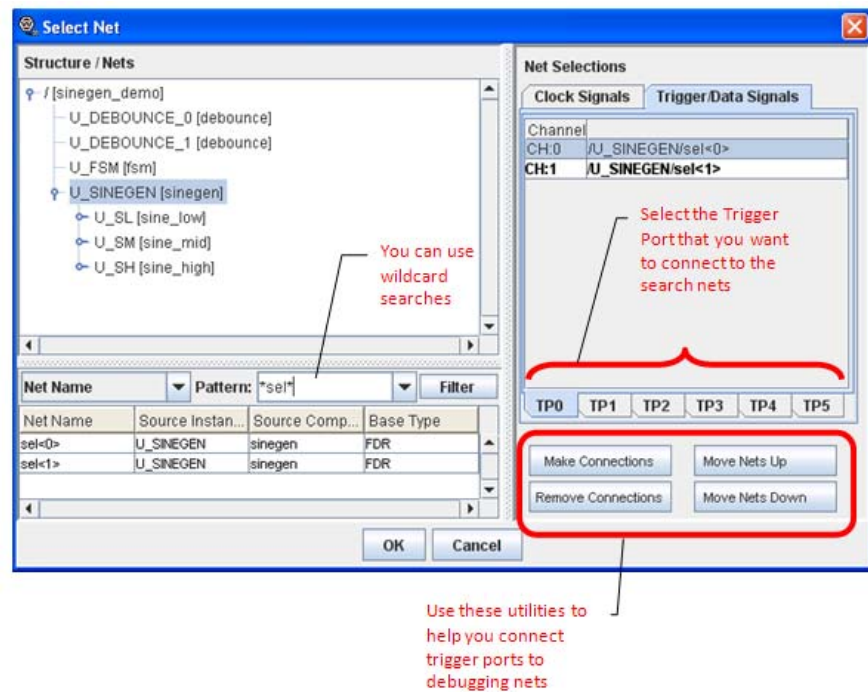 Select Net
Structure / Nets
/ [sinegen_demo]
U_DEBOUNCE_0 [debounce]
U_DEBOUNCE_1 [debounce]
U_FSM [fsm]
U_SINEGEN [sinegen]
U_SL [sine_low]
U_SM [sine_mid]
U_SH [sine_high]
You can use
wildcard
searches
Net Name Pattern: *sel* Filter
Net Name Source Instan... Source Comp... Base Type
sel<0> U_SINEGEN sinegen FDR
sel<1> U_SINEGEN sinegen FDR
Net Selections
Clock Signals Trigger/Data Signals
Channel
CH:0 /U_SINEGEN/sel<0>
CH:1 /U_SINEGEN/sel<1>
Select the Trigger
Port that you want
to connect to the
search nets
TP0 TP1 TP2 TP3 TP4 TP5
Make Connections Move Nets Up
Remove Connections Move Nets Down
OK Cancel
Use these utilities to
help you connect
trigger ports to
debugging nets